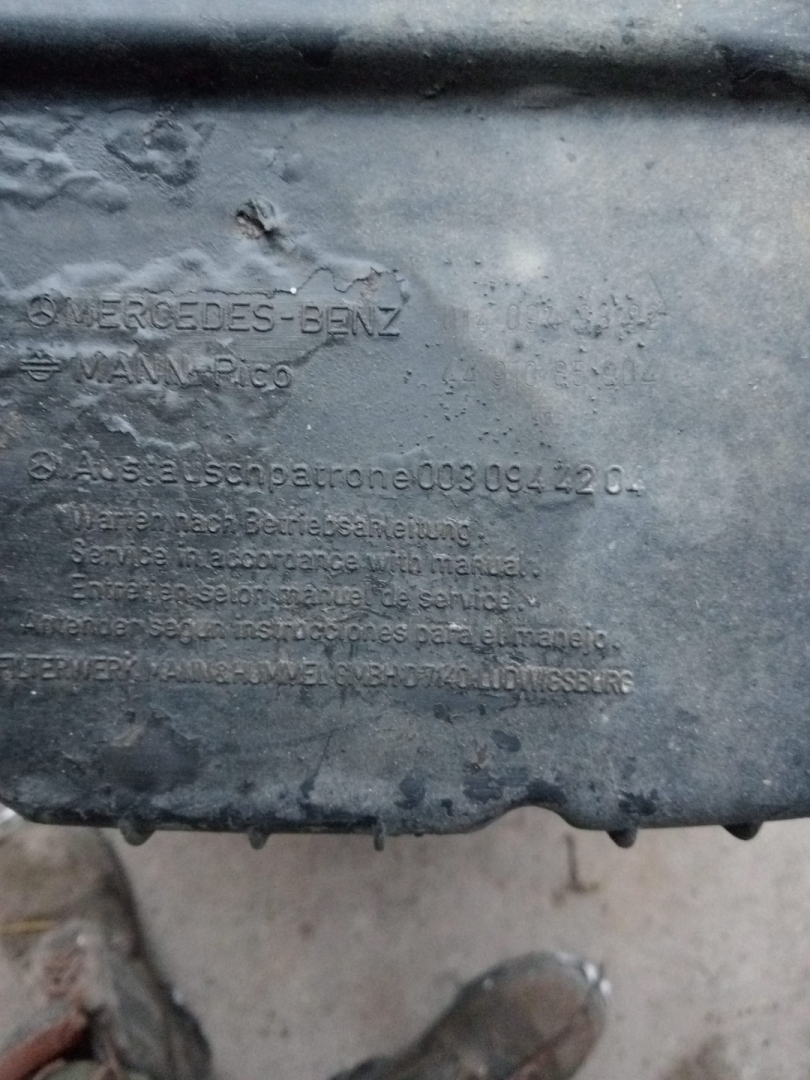 MERCEDES-BENZ
MANN Pico
Austauschpatrone 003 094 42 04
Warten nach Betriebsanleitung.
Service in accordance with manual.
Entretien selon manuel de service.
Atender segun instrucciones para el manejo.
FILTERWERK MANN & HUMMEL GMBH D-7140 LUDWIGSBURG